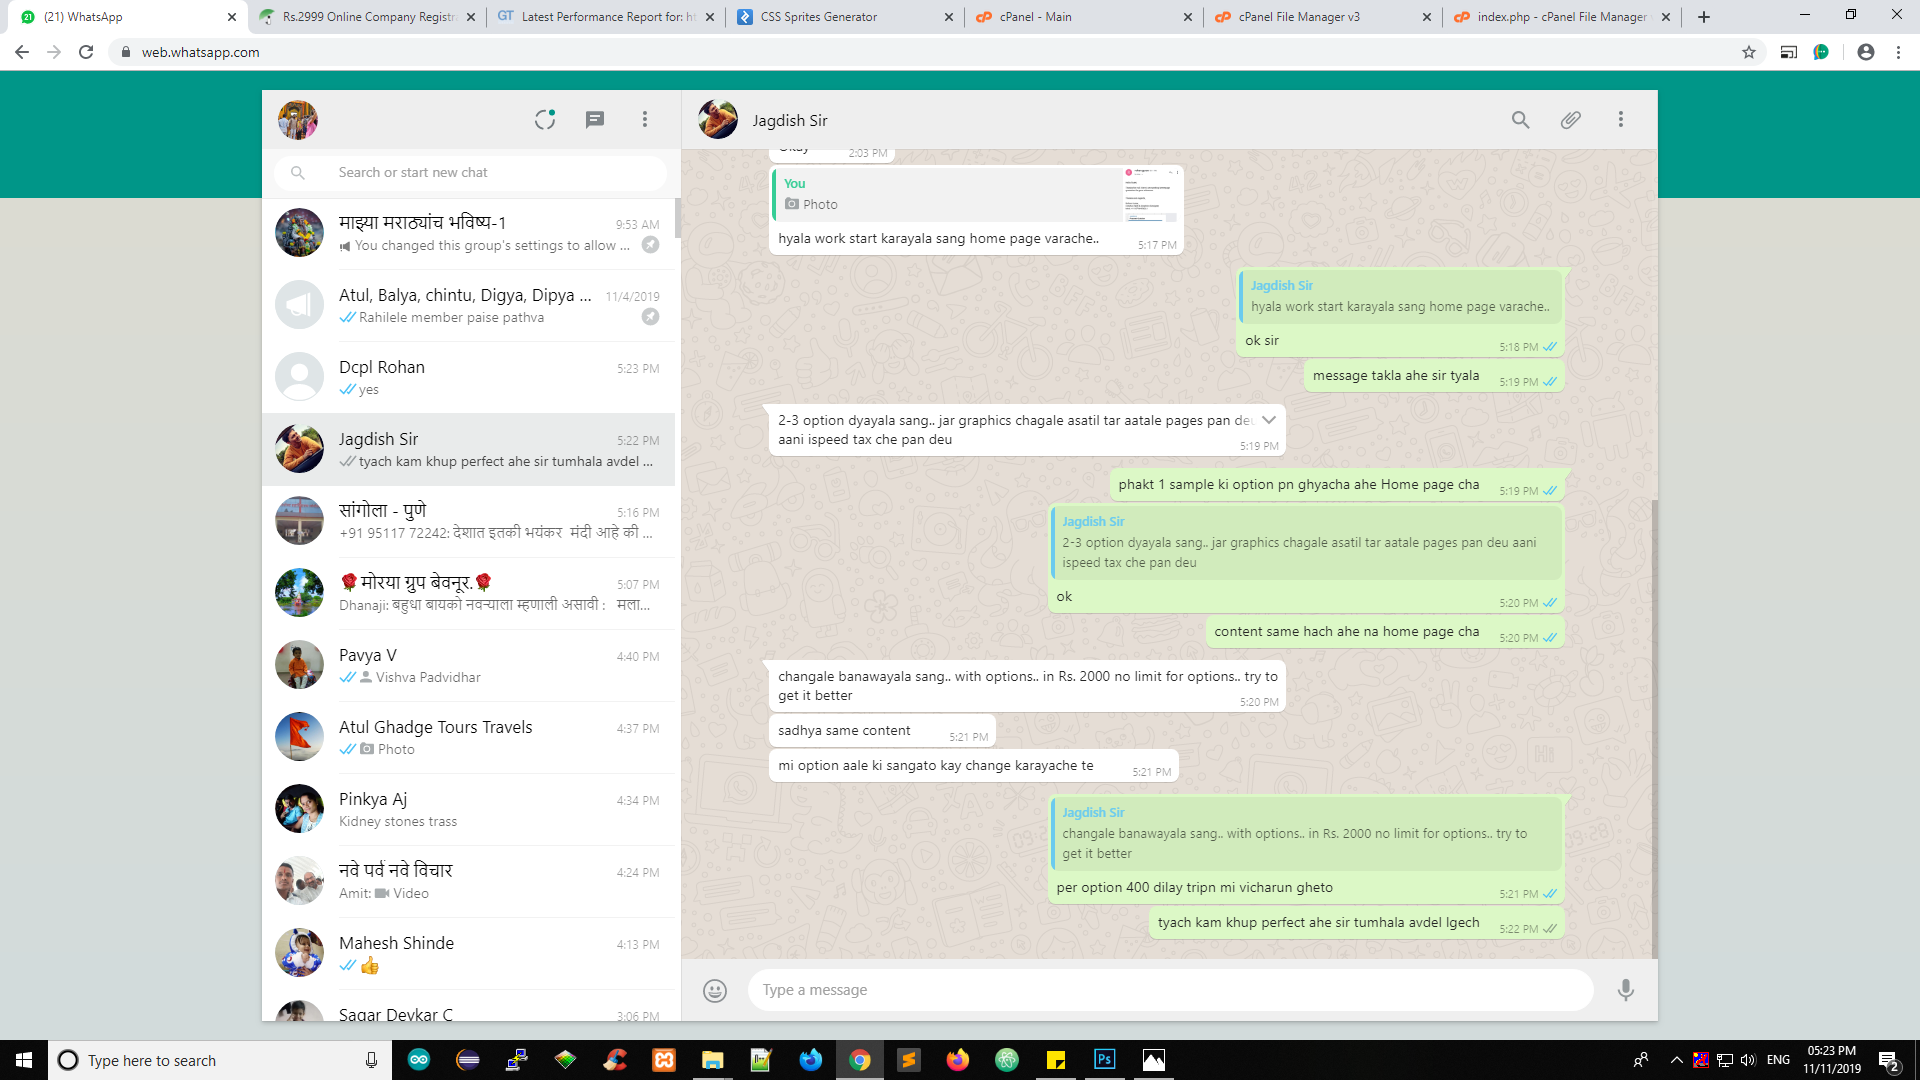 (21) WhatsApp
Rs.2999 Online Company Registra
Latest Performance Report for: h
CSS Sprites Generator
cPanel - Main
cPanel File Manager v3
index.php - cPanel File Manager
web.whatsapp.com
Search or start new chat
माझ्या मराठ्यांच भविष्य-1
9:53 AM
You changed this group's settings to allow ...
Atul, Balya, chintu, Digya, Dipya ...
11/4/2019
Rahilele member paise pathva
Dcpl Rohan
5:23 PM
yes
Jagdish Sir
5:22 PM
tyach kam khup perfect ahe sir tumhala avdel ...
सांगोला - पुणे
5:16 PM
+91 95117 72242: देशात इतकी भयंकर मंदी आहे की ...
🌹मोरया ग्रुप बेवनूर.🌹
5:07 PM
Dhanaji: बहुधा बायको नवऱ्याला म्हणाली असावी : मला...
Pavya V
4:40 PM
Vishva Padvidhar
Atul Ghadge Tours Travels
4:37 PM
Photo
Pinkya Aj
4:34 PM
Kidney stones trass
नवे पर्व नवे विचार
4:24 PM
Amit: Video
Mahesh Shinde
4:13 PM
👍
Sagar Devkar C
3:06 PM
Jagdish Sir
Okay
2:03 PM
You
Photo
hyala work start karayala sang home page varache..
5:17 PM
Jagdish Sir
hyala work start karayala sang home page varache..
ok sir
5:18 PM
message takla ahe sir tyala
5:19 PM
2-3 option dyayala sang.. jar graphics chagale asatil tar aatale pages pan deu
aani ispeed tax che pan deu
5:19 PM
phakt 1 sample ki option pn ghyacha ahe Home page cha
5:19 PM
Jagdish Sir
2-3 option dyayala sang.. jar graphics chagale asatil tar aatale pages pan deu aani
ispeed tax che pan deu
ok
5:20 PM
content same hach ahe na home page cha
5:20 PM
changale banawayala sang.. with options.. in Rs. 2000 no limit for options.. try to
get it better
5:20 PM
sadhya same content
5:21 PM
mi option aale ki sangato kay change karayache te
5:21 PM
Jagdish Sir
changale banawayala sang.. with options.. in Rs. 2000 no limit for options.. try to
get it better
per option 400 dilay tripn mi vicharun gheto
5:21 PM
tyach kam khup perfect ahe sir tumhala avdel lgech
5:22 PM
Type a message
Type here to search
ENG
05:23 PM
11/11/2019
2